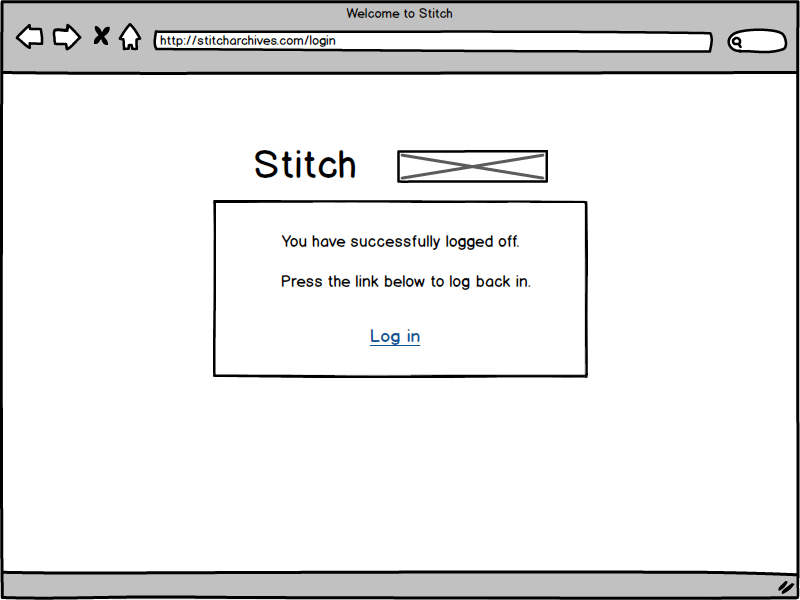 Welcome to Stitch
http://stitcharchives.com/login
Stitch
You have successfully logged off.
Press the link below to log back in.
Log in